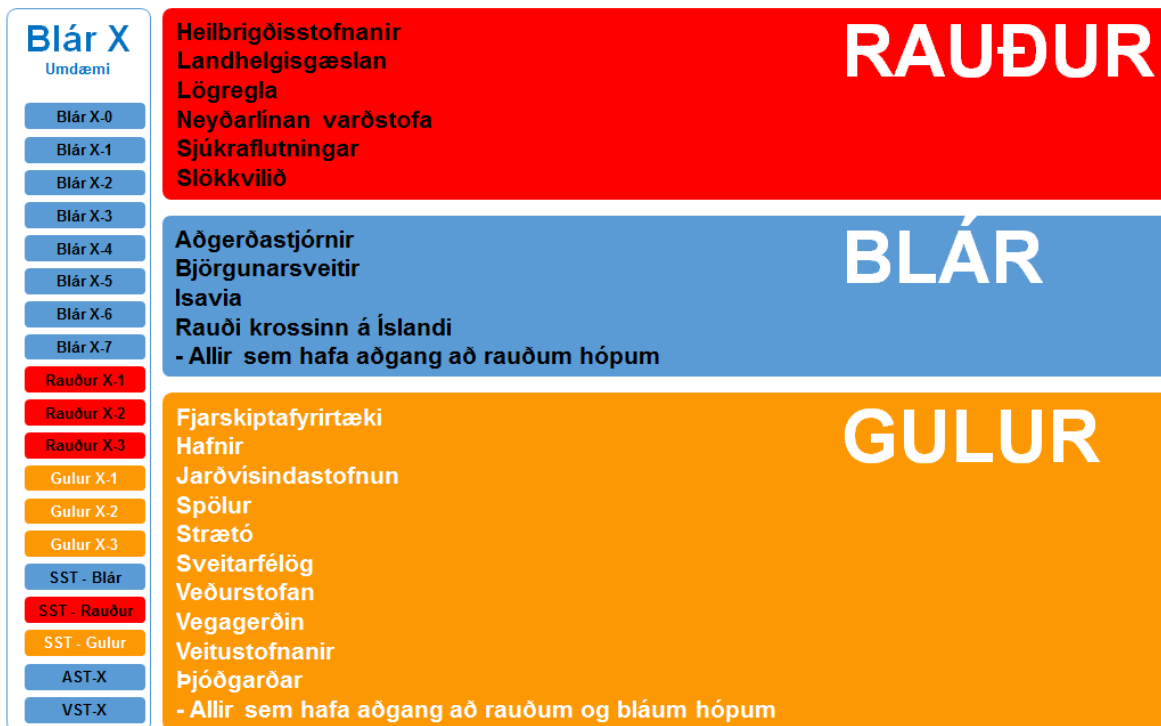 Blár X
Umdæmi
Blár X-0
Blár X-1
Blár X-2
Blár X-3
Blár X-4
Blár X-5
Blár X-6
Blár X-7
Rauður X-1
Rauður X-2
Rauður X-3
Gulur X-1
Gulur X-2
Gulur X-3
SST - Blár
SST - Rauður
SST - Gulur
AST-X
VST-X
RAUÐUR
Heilbrigðisstofnanir
Landhelgisgæslan
Lögregla
Neyðarlínan varðstofa
Sjúkraflutningar
Slökkvilið
BLÁR
Aðgerðastjórnir
Björgunarsveitir
Isavia
Rauði krossinn á Íslandi
- Allir sem hafa aðgang að rauðum hópum
GULUR
Fjarskiptafyrirtæki
Hafnir
Jarðvísindastofnun
Spölur
Strætó
Sveitarfélög
Veðurstofan
Vegagerðin
Veitustofnanir
Þjóðgarðar
- Allir sem hafa aðgang að rauðum og bláum hópum